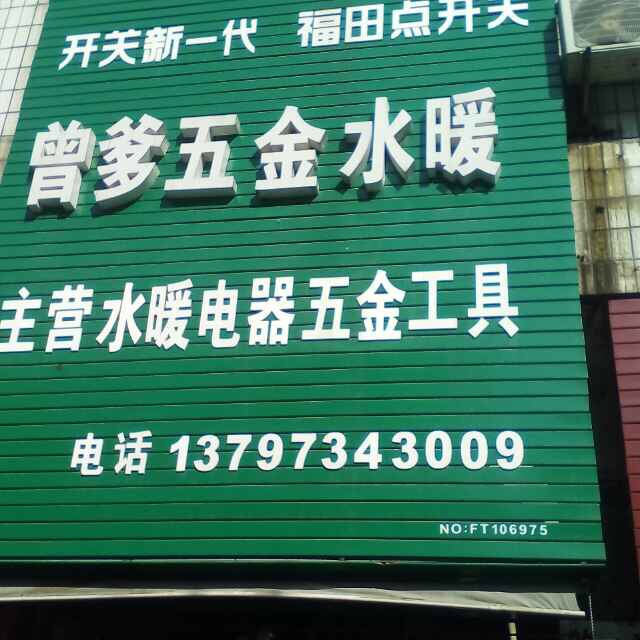 开关新一代 福田点开关
曾爹五金水暖
主营水暖电器五金工具
电话 13797343009
NO:FT106975